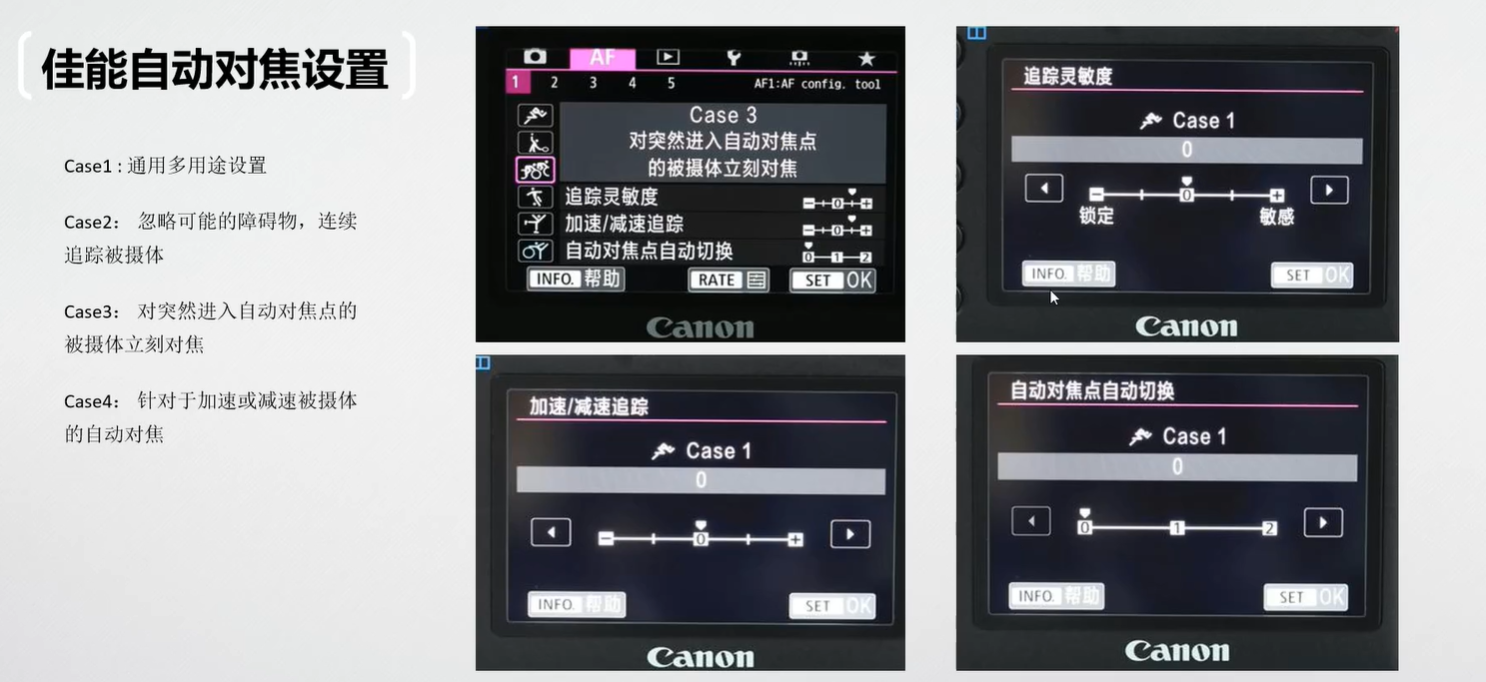 佳能自动对焦设置
Case1：通用多用途设置
Case2： 忽略可能的障碍物，连续
追踪被摄体
Case3： 对突然进入自动对焦点的
被摄体立刻对焦
Case4： 针对于加速或减速被摄体
的自动对焦
AF
1 2 3 4 5 AF1:AF config. tool
Case 3
对突然进入自动对焦点
的被摄体立刻对焦
追踪灵敏度 0
加速/减速追踪 0
自动对焦点自动切换 0 1 2
INFO. 帮助 RATE SET OK
Canon
追踪灵敏度
Case 1
0
0
锁定 敏感
INFO. 帮助 SET OK
Canon
加速/减速追踪
Case 1
0
0
INFO. 帮助 SET OK
Canon
自动对焦点自动切换
Case 1
0
0 1 2
INFO. 帮助 SET OK
Canon